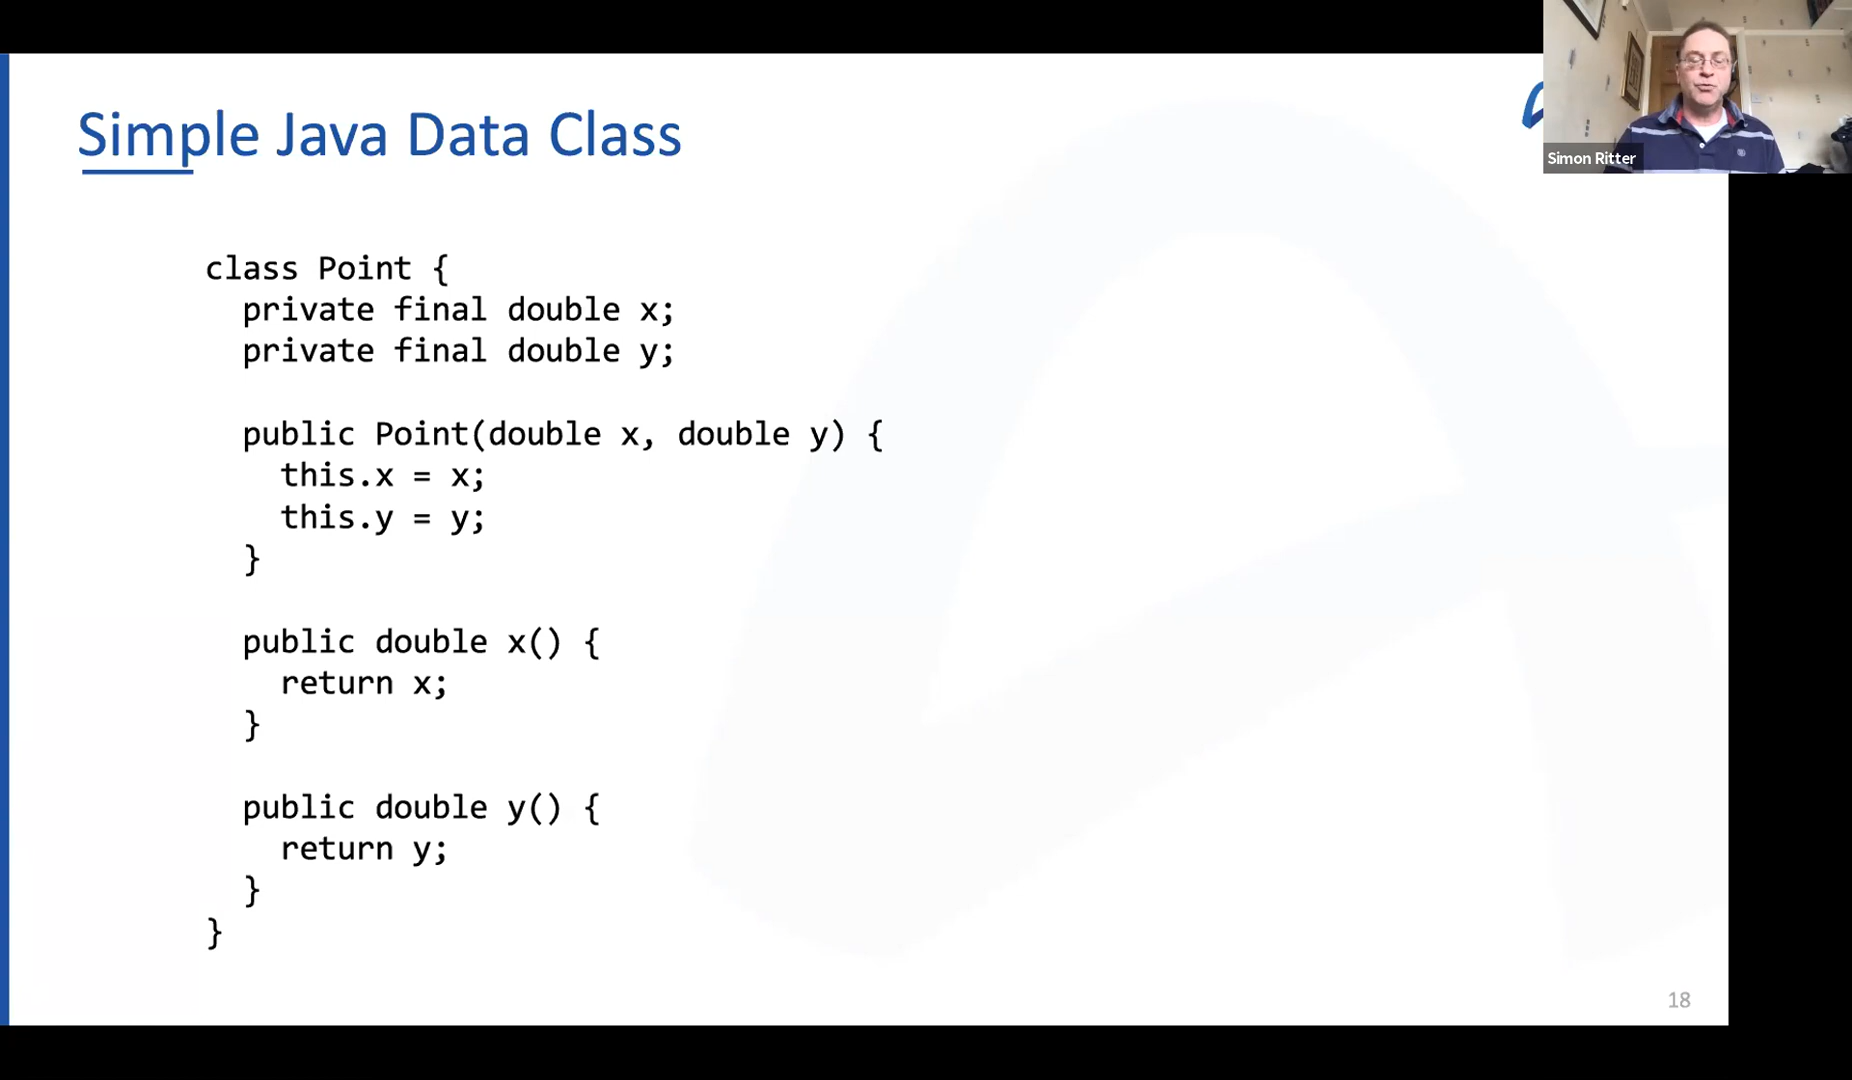 Simple Java Data Class
Simon Ritter
class Point {
  private final double x;
  private final double y;

  public Point(double x, double y) {
    this.x = x;
    this.y = y;
  }

  public double x() {
    return x;
  }

  public double y() {
    return y;
  }
}
18